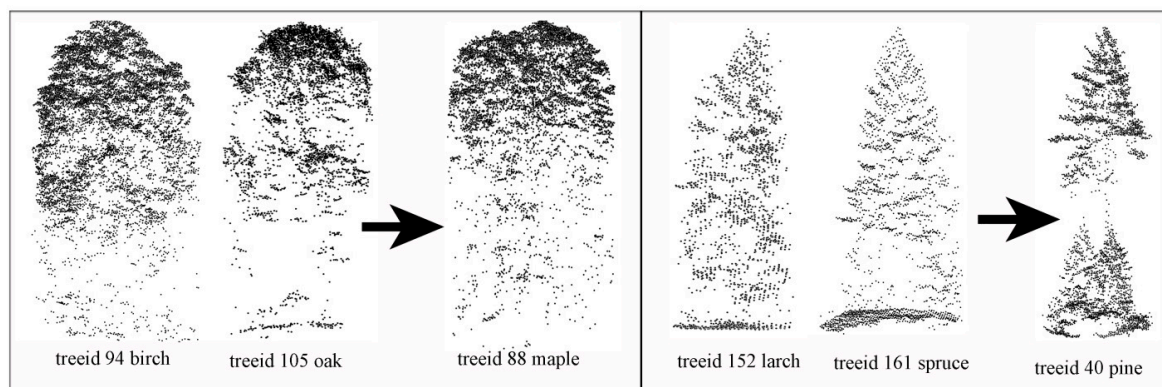 treeid 94 birch
treeid 105 oak
treeid 88 maple
treeid 152 larch
treeid 161 spruce
treeid 40 pine